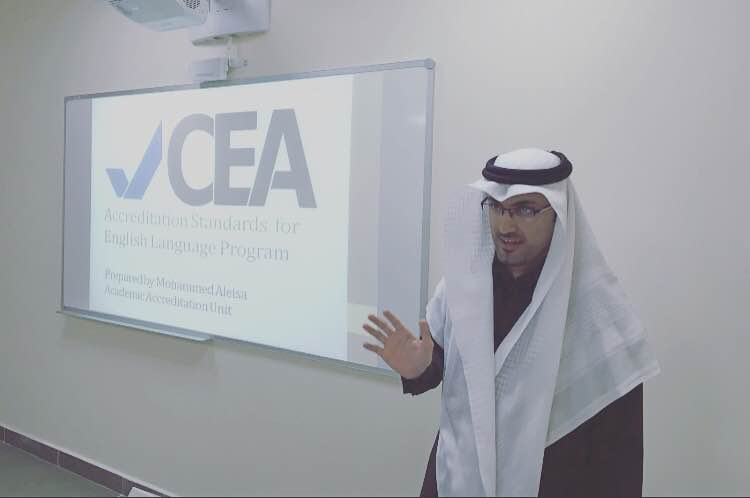 CEA
Accreditation Standards for
English Language Program
Prepared by Mohammed Aleisa
Academic Accreditation Unit